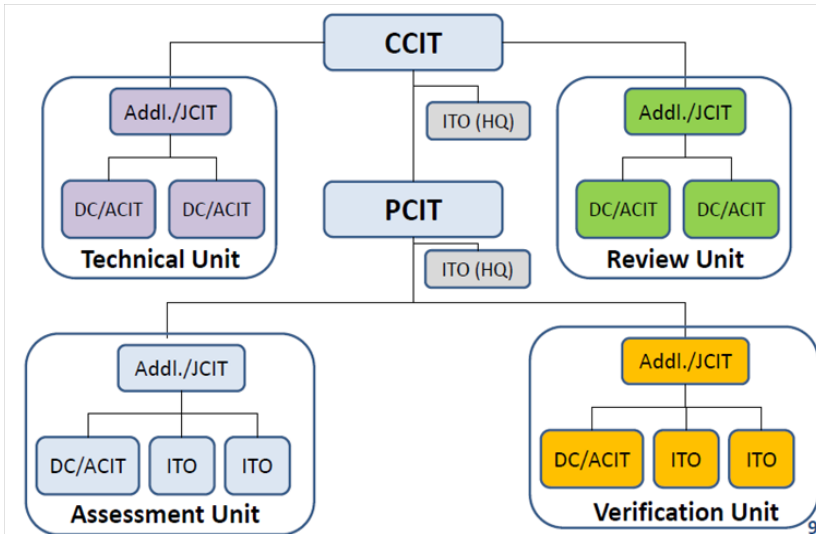 CCIT
Addl./JCIT
ITO (HQ)
Addl./JCIT
DC/ACIT DC/ACIT
PCIT
DC/ACIT DC/ACIT
Technical Unit
ITO (HQ)
Review Unit
Addl./JCIT
Addl./JCIT
DC/ACIT ITO ITO
DC/ACIT ITO ITO
Assessment Unit
Verification Unit
9